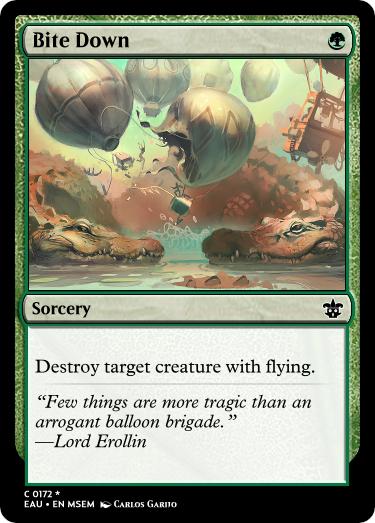 Bite Down
Sorcery
Destroy target creature with flying.
“Few things are more tragic than an
arrogant balloon brigade.”
—Lord Erollin
C 0172 *
EAU • EN MSEM Carlos Garijo